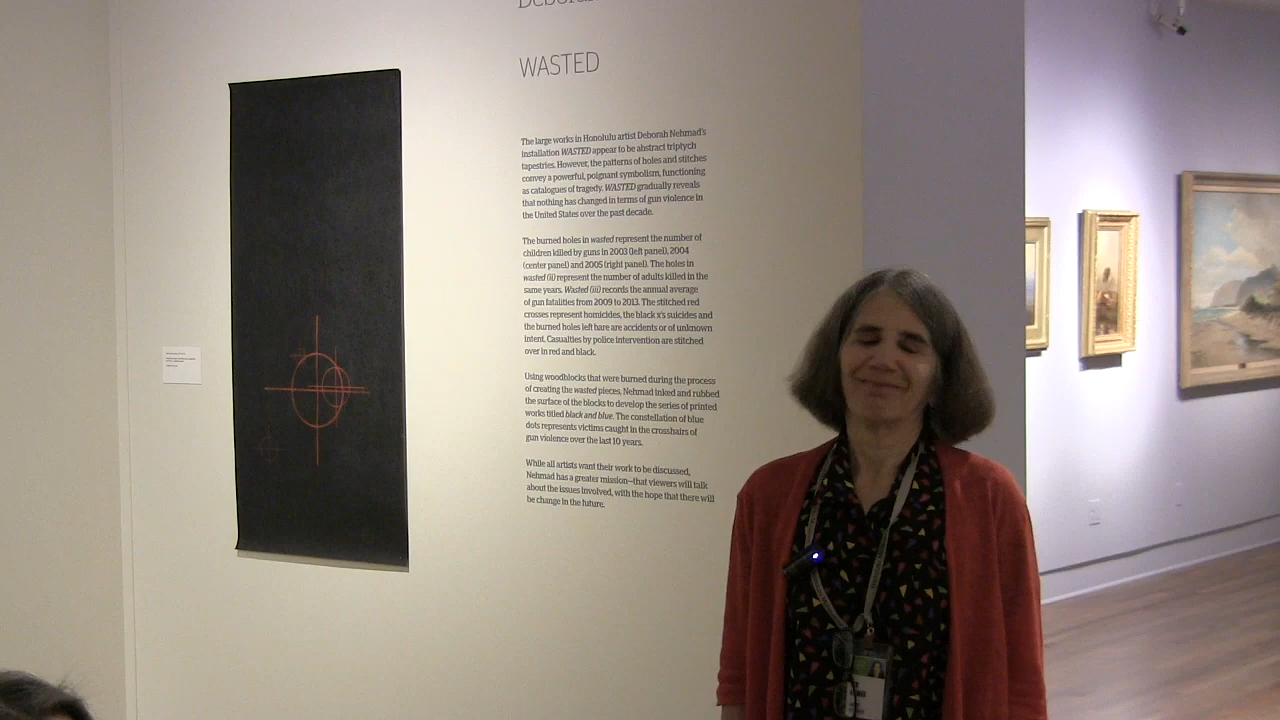 WASTED
The large works in Honolulu artist Deborah Nehmad's
installation WASTED appear to be abstract triptych
tapestries. However, the patterns of holes and stitches
convey a powerful, poignant symbolism, functioning
as catalogues of tragedy. WASTED gradually reveals
that nothing has changed in terms of gun violence in
the United States over the past decade.
The burned holes in wasted represent the number of
children killed by guns in 2003 (left panel), 2004
(center panel) and 2005 (right panel). The holes in
wasted (ii) represent the number of adults killed in the
same years. Wasted (iii) records the annual average
of gun fatalities from 2009 to 2013. The stitched red
crosses represent homicides, the black x's suicides and
the burned holes left bare are accidents or of unknown
intent. Casualties by police intervention are stitched
over in red and black.
Using woodblocks that were burned during the process
of creating the wasted pieces, Nehmad inked and rubbed
the surface of the blocks to develop the series of printed
works titled black and blue. The constellation of blue
dots represents victims caught in the crosshairs of
gun violence over the last 10 years.
While all artists want their work to be discussed,
Nehmad has a greater mission—that viewers will talk
about the issues involved, with the hope that there will
be change in the future.